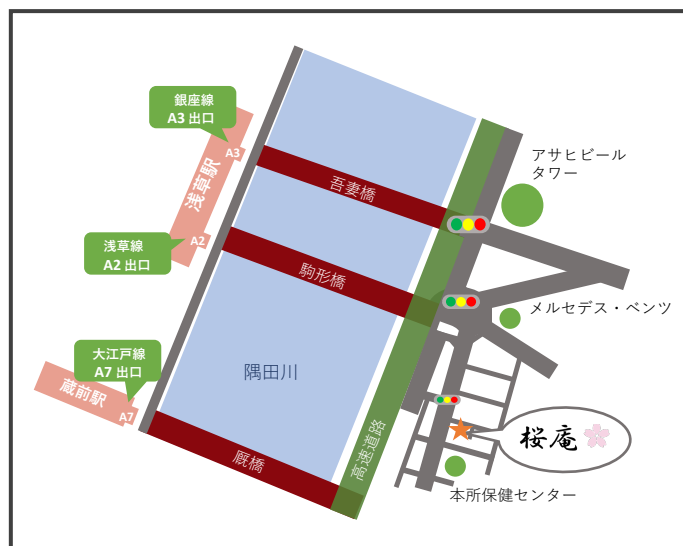 銀座線
A3 出口
A3
浅草駅
浅草線
A2 出口
A2
大江戸線
A7 出口
蔵前駅
A7
吾妻橋
駒形橋
隅田川
厩橋
高速道路
アサヒビール
タワー
メルセデス・ベンツ
桜庵
本所保健センター